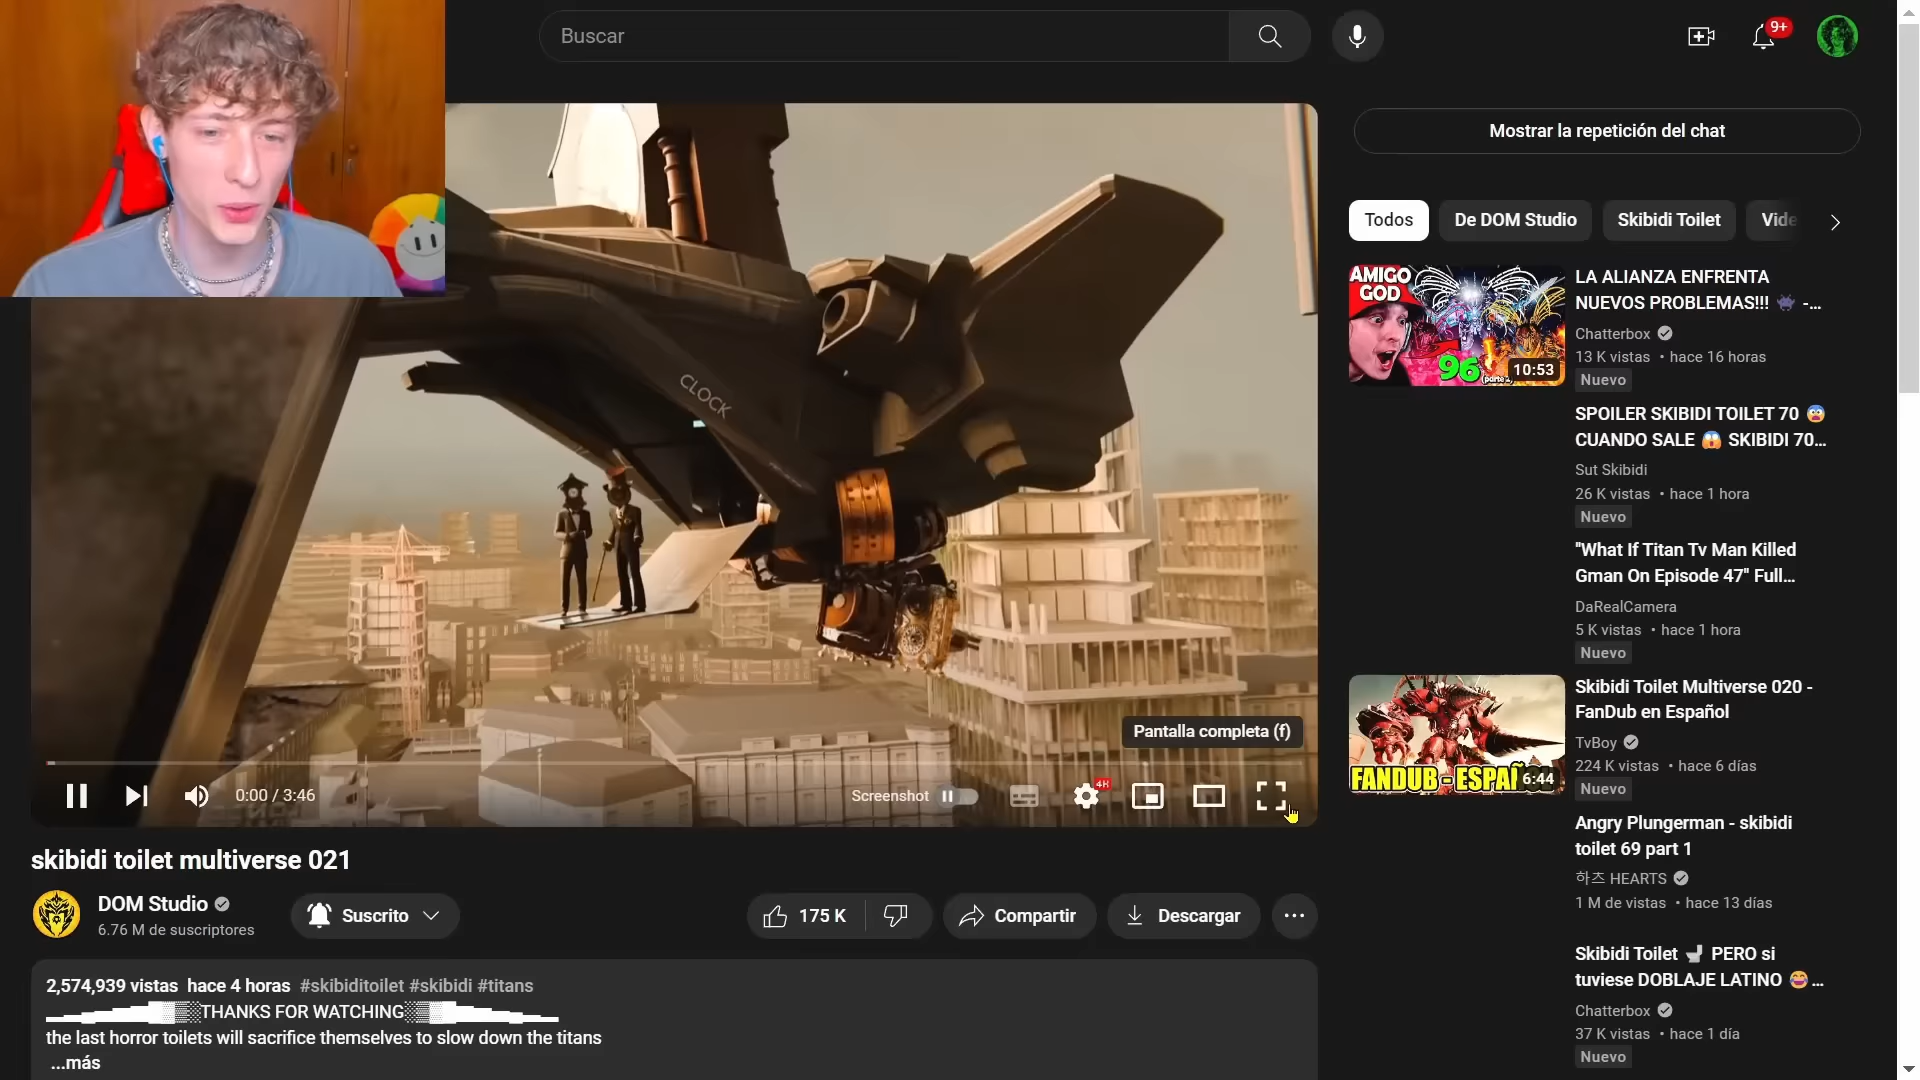 Buscar
9+
Mostrar la repetición del chat
Todos
De DOM Studio
Skibidi Toilet
Vide
CLOCK
AMIGO
GOD
96
(parte 2)
10:53
LA ALIANZA ENFRENTA
NUEVOS PROBLEMAS!!! 👾 -...
Chatterbox
13 K vistas • hace 16 horas
Nuevo
SPOILER SKIBIDI TOILET 70 😨
CUANDO SALE 😱 SKIBIDI 70...
Sut Skibidi
26 K vistas • hace 1 hora
Nuevo
"What If Titan Tv Man Killed
Gman On Episode 47" Full...
DaRealCamera
5 K vistas • hace 1 hora
Nuevo
FANDUB - ESPAÑOL
6:44
Skibidi Toilet Multiverse 020 -
FanDub en Español
TvBoy
224 K vistas • hace 6 días
Nuevo
Angry Plungerman - skibidi
toilet 69 part 1
하즈 HEARTS
1 M de vistas • hace 13 días
Skibidi Toilet 🚽 PERO si
tuviese DOBLAJE LATINO 😂...
Chatterbox
37 K vistas • hace 1 día
Nuevo
Pantalla completa (f)
0:00 / 3:46
Screenshot
4K
skibidi toilet multiverse 021
DOM Studio
6.76 M de suscriptores
Suscrito
175 K
Compartir
Descargar
2,574,939 vistas hace 4 horas #skibiditoilet #skibidi #titans
▂▂▃▄▅▆▇█▓▒░THANKS FOR WATCHING░▒▓█▇▆▅▄▃▂▂
the last horror toilets will sacrifice themselves to slow down the titans
...más